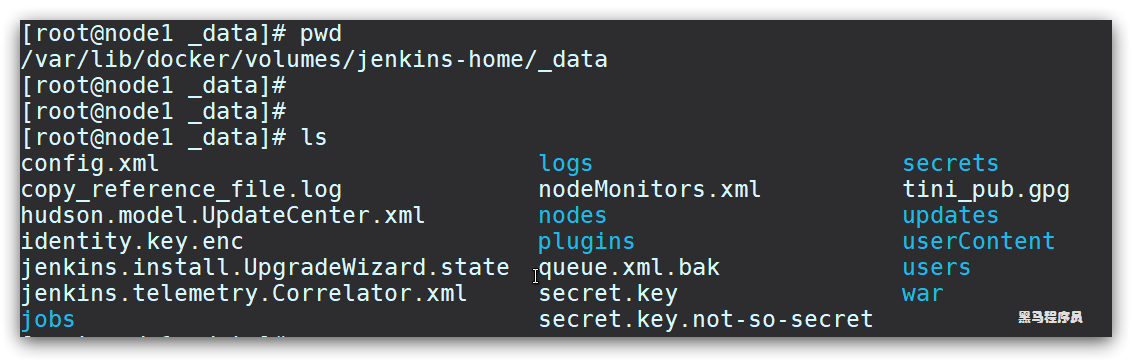 [root@node1 _data]# pwd
/var/lib/docker/volumes/jenkins-home/_data
[root@node1 _data]#
[root@node1 _data]#
[root@node1 _data]# ls
config.xml logs secrets
copy_reference_file.log nodeMonitors.xml tini_pub.gpg
hudson.model.UpdateCenter.xml nodes updates
identity.key.enc plugins userContent
jenkins.install.UpgradeWizard.state queue.xml.bak users
jenkins.telemetry.Correlator.xml secret.key war
jobs secret.key.not-so-secret
黑马程序员